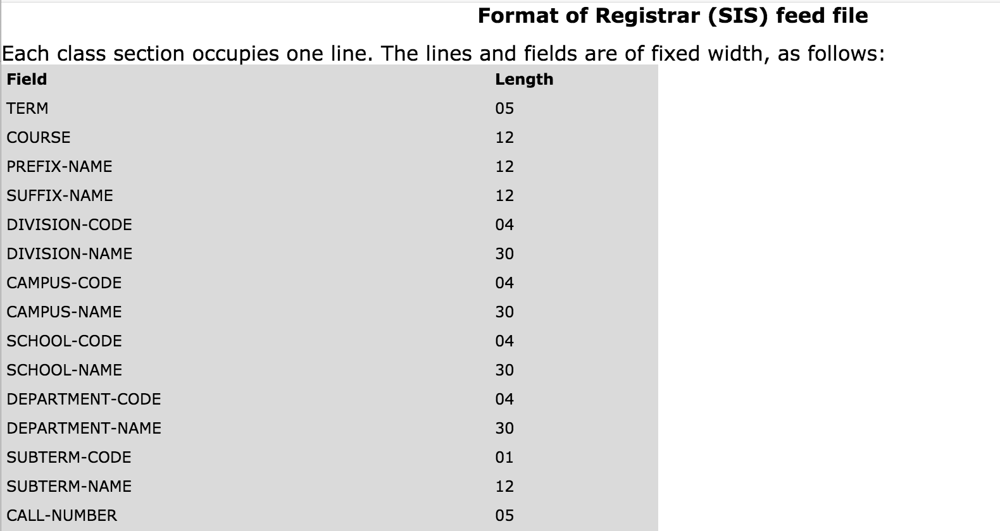 Format of Registrar (SIS) feed file
Each class section occupies one line. The lines and fields are of fixed width, as follows:
Field Length
TERM 05
COURSE 12
PREFIX-NAME 12
SUFFIX-NAME 12
DIVISION-CODE 04
DIVISION-NAME 30
CAMPUS-CODE 04
CAMPUS-NAME 30
SCHOOL-CODE 04
SCHOOL-NAME 30
DEPARTMENT-CODE 04
DEPARTMENT-NAME 30
SUBTERM-CODE 01
SUBTERM-NAME 12
CALL-NUMBER 05